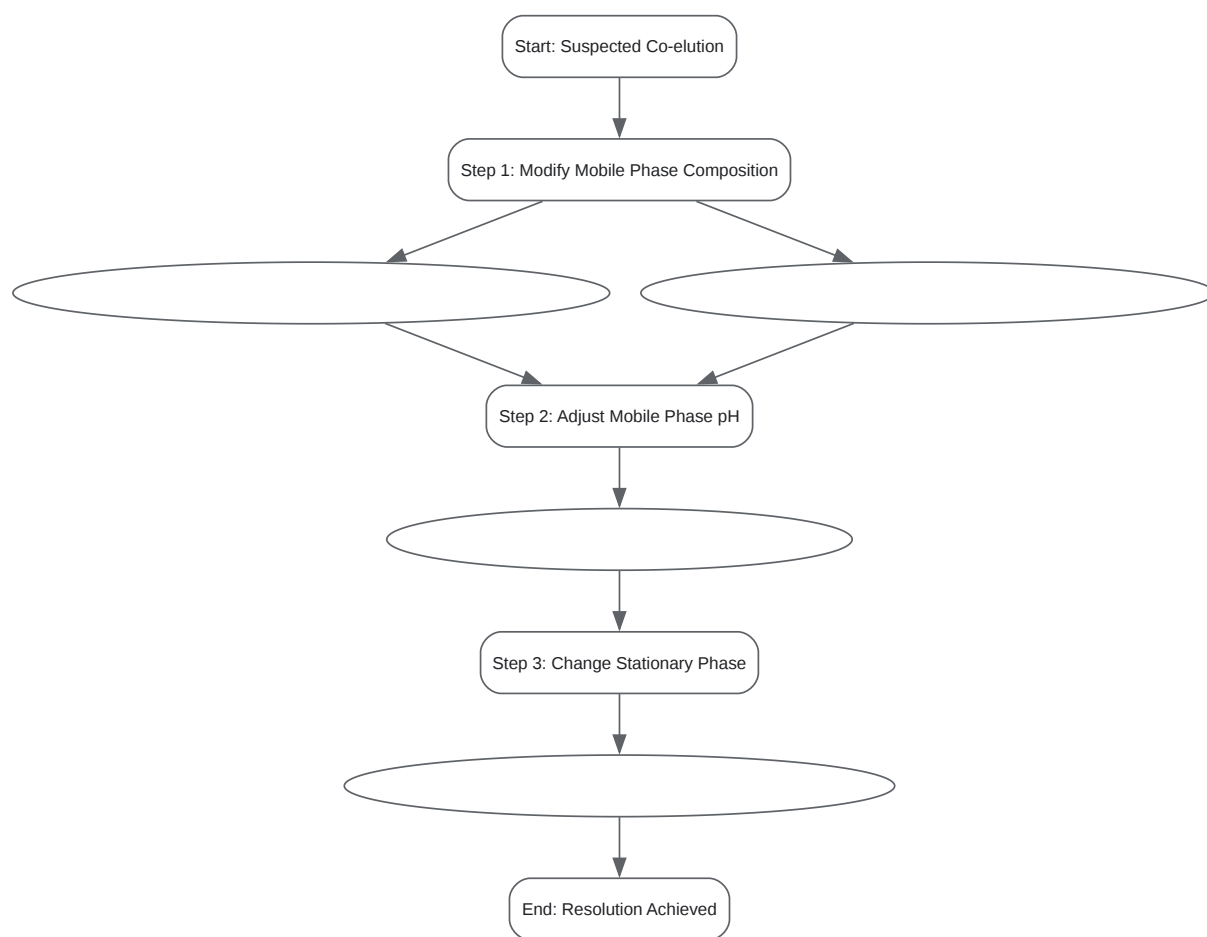 Start: Suspected Co-elution
Step 1: Modify Mobile Phase Composition
Step 2: Adjust Mobile Phase pH
Step 3: Change Stationary Phase
End: Resolution Achieved